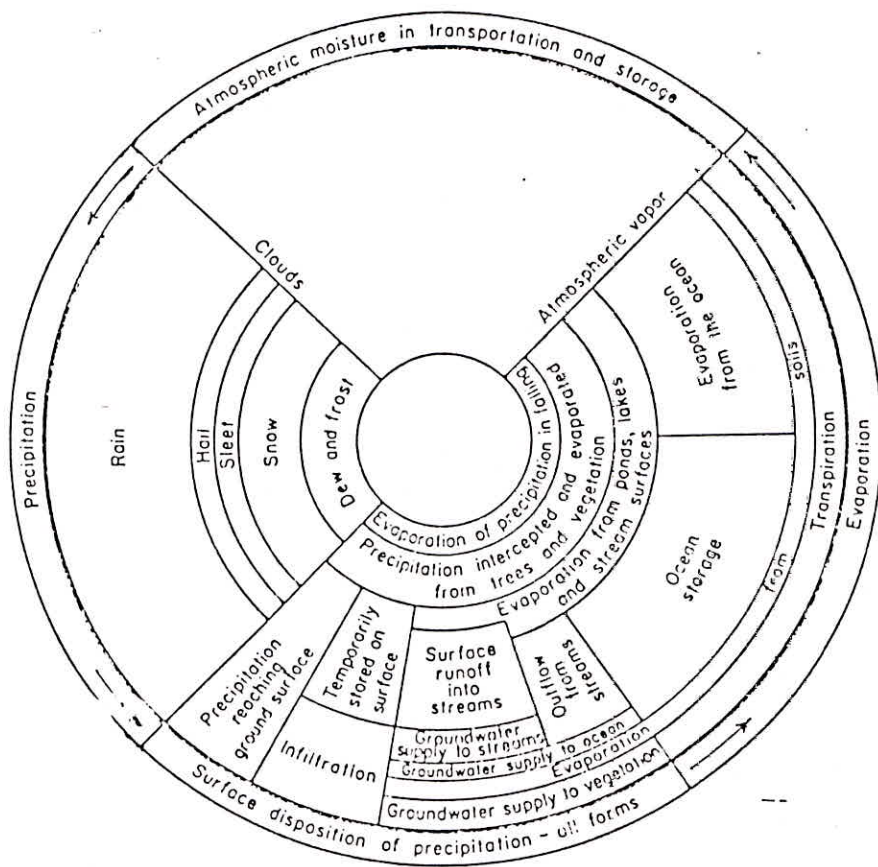 Atmospheric moisture in transportation and storage
Clouds
Atmospheric vapor
Precipitation
Rain
Hail
Sleet
Snow
Dew and frost
Evaporation of precipitation in falling
Precipitation intercepted and evaporated
from trees and vegetation
Evaporation from ponds, lakes
and stream surfaces
Evaporation
from the ocean
Ocean
storage
soils
from
Evaporation
Transpiration
Evaporation
Precipitation
reaching
ground surface
Temporarily
stored on
surface
Infiltration
Surface
runoff
into
streams
Outflow
from
streams
Groundwater
supply to streams
Groundwater supply to ocean
Groundwater supply to vegetation
Surface disposition of precipitation - all forms